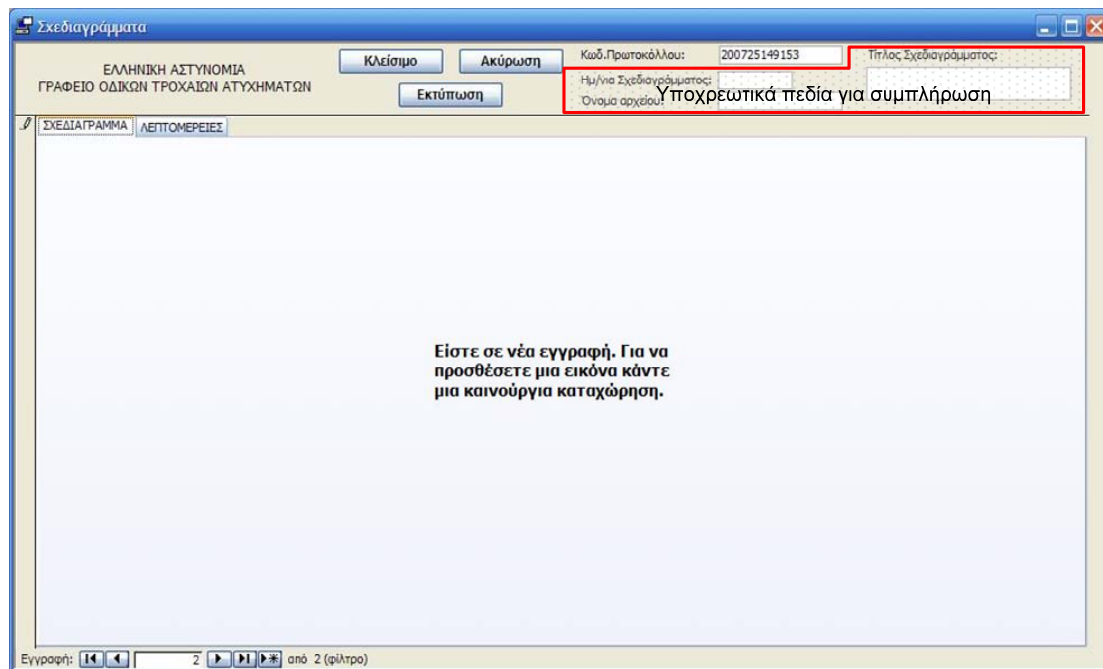 Σχεδιαγράμματα
ΕΛΛΗΝΙΚΗ ΑΣΤΥΝΟΜΙΑ
ΓΡΑΦΕΙΟ ΟΔΙΚΩΝ ΤΡΟΧΑΙΩΝ ΑΤΥΧΗΜΑΤΩΝ
Κλείσιμο
Ακύρωση
Εκτύπωση
Κωδ.Πρωτοκόλλου: 200725149153
Τίτλος Σχεδιαγράμματος:
Ημ/νια Σχεδιαγράμματος:
Υποχρεωτικά πεδία για συμπλήρωση
Όνομα αρχείου:
ΣΧΕΔΙΑΓΡΑΜΜΑ ΛΕΠΤΟΜΕΡΕΙΕΣ
Είστε σε νέα εγγραφή. Για να
προσθέσετε μια εικόνα κάντε
μια καινούργια καταχώρηση.
Εγγραφή: 2 από 2 (φίλτρο)